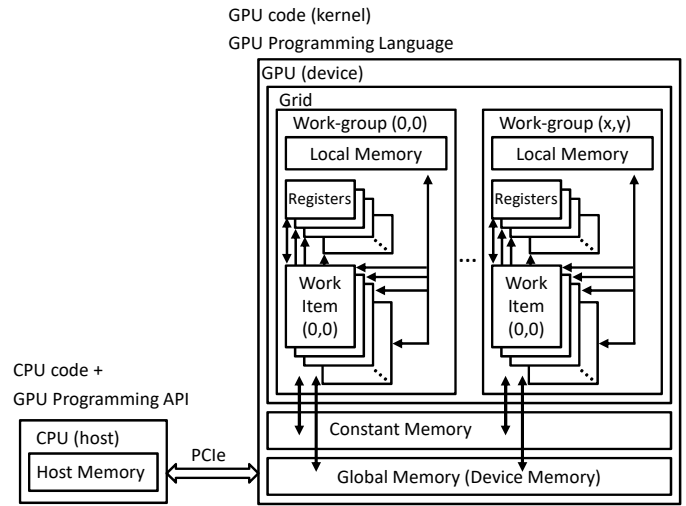 GPU code (kernel)
GPU Programming Language
GPU (device)
Grid
Work-group (0,0)
Local Memory
Registers
Work
Item
(0,0)
...
Work-group (x,y)
Local Memory
Registers
Work
Item
(0,0)
Constant Memory
Global Memory (Device Memory)
CPU code +
GPU Programming API
CPU (host)
Host Memory
PCIe